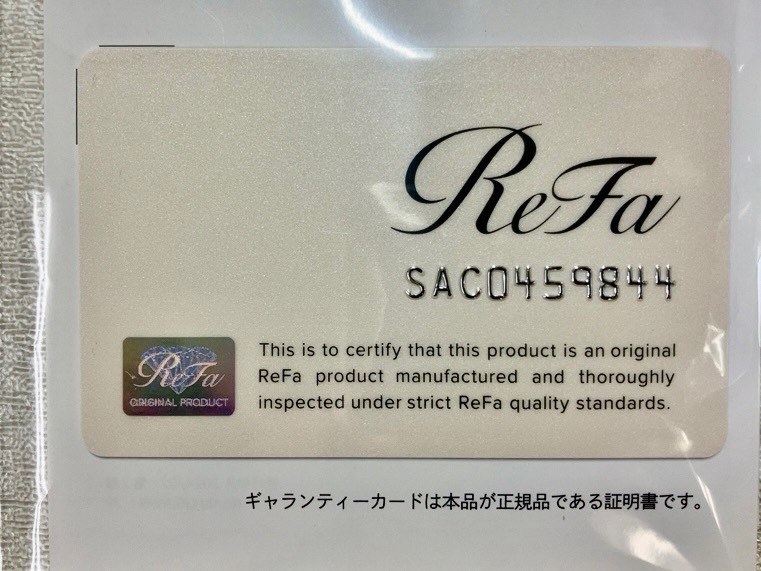 ReFa
SAC0459844
ReFa
ORIGINAL PRODUCT
This is to certify that this product is an original
ReFa product manufactured and thoroughly
inspected under strict ReFa quality standards.
ギャランティーカードは本品が正規品である証明書です。